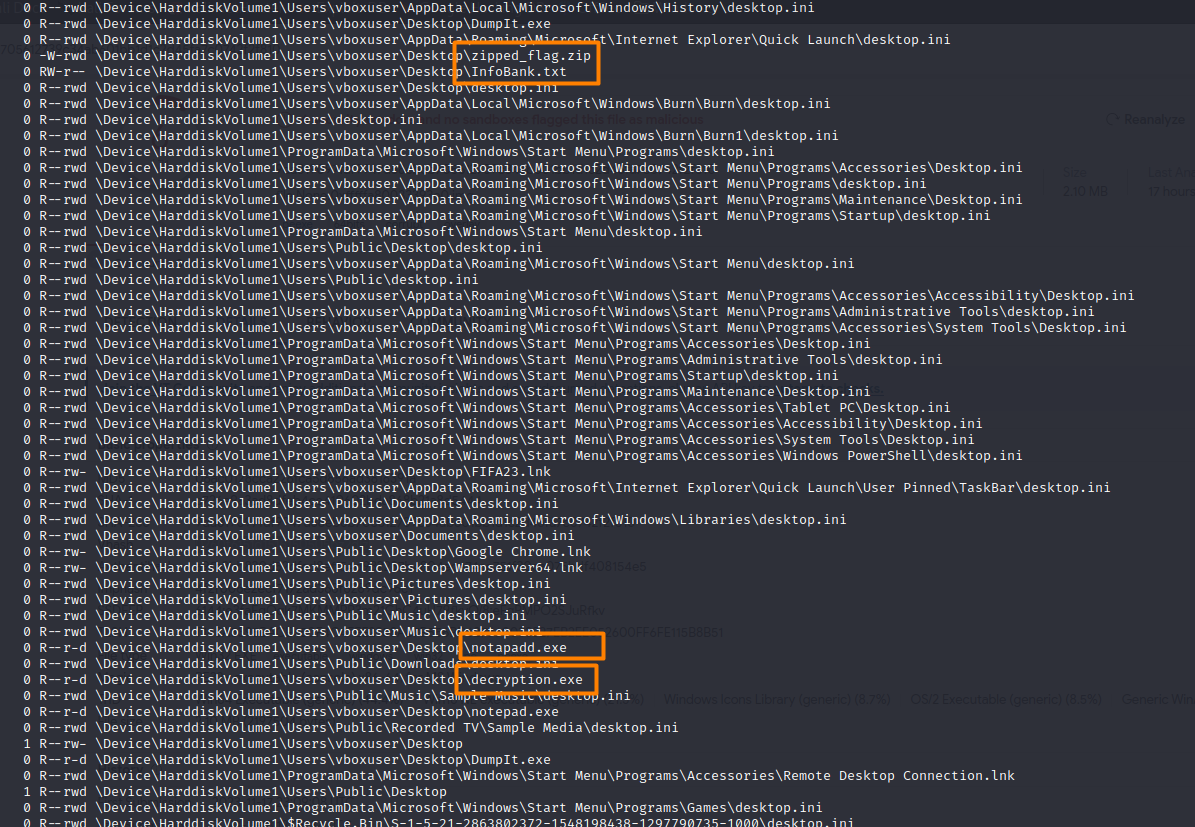 0 R--rwd \Device\HarddiskVolume1\Users\vboxuser\AppData\Local\Microsoft\Windows\History\desktop.ini
0 R--rwd \Device\HarddiskVolume1\Users\vboxuser\Desktop\DumpIt.exe
0 R--rwd \Device\HarddiskVolume1\Users\vboxuser\AppData\Roaming\Microsoft\Internet Explorer\Quick Launch\desktop.ini
0 -W-rwd \Device\HarddiskVolume1\Users\vboxuser\Desktop\zipped_flag.zip
0 RW-r-- \Device\HarddiskVolume1\Users\vboxuser\Desktop\InfoBank.txt
0 R--rwd \Device\HarddiskVolume1\Users\vboxuser\Desktop\desktop.ini
0 R--rwd \Device\HarddiskVolume1\Users\vboxuser\AppData\Local\Microsoft\Windows\Burn\Burn\desktop.ini
0 R--rwd \Device\HarddiskVolume1\Users\desktop.ini
and no sandboxes flagged this file as malicious
Reanalyze
0 R--rwd \Device\HarddiskVolume1\Users\vboxuser\AppData\Local\Microsoft\Windows\Burn\Burn1\desktop.ini
0 R--rwd \Device\HarddiskVolume1\ProgramData\Microsoft\Windows\Start Menu\Programs\desktop.ini
0 R--rwd \Device\HarddiskVolume1\Users\vboxuser\AppData\Roaming\Microsoft\Windows\Start Menu\Programs\Accessories\Desktop.ini
Size
0 R--rwd \Device\HarddiskVolume1\Users\vboxuser\AppData\Roaming\Microsoft\Windows\Start Menu\Programs\desktop.ini
2.10 MB
0 R--rwd \Device\HarddiskVolume1\Users\vboxuser\AppData\Roaming\Microsoft\Windows\Start Menu\Programs\Maintenance\Desktop.ini
0 R--rwd \Device\HarddiskVolume1\Users\vboxuser\AppData\Roaming\Microsoft\Windows\Start Menu\Programs\Startup\desktop.ini
0 R--rwd \Device\HarddiskVolume1\ProgramData\Microsoft\Windows\Start Menu\desktop.ini
0 R--rwd \Device\HarddiskVolume1\Users\Public\Desktop\desktop.ini
0 R--rwd \Device\HarddiskVolume1\Users\vboxuser\AppData\Roaming\Microsoft\Windows\Start Menu\desktop.ini
0 R--rwd \Device\HarddiskVolume1\Users\Public\desktop.ini
0 R--rwd \Device\HarddiskVolume1\Users\vboxuser\AppData\Roaming\Microsoft\Windows\Start Menu\Programs\Accessories\Accessibility\Desktop.ini
0 R--rwd \Device\HarddiskVolume1\Users\vboxuser\AppData\Roaming\Microsoft\Windows\Start Menu\Programs\Administrative Tools\desktop.ini
0 R--rwd \Device\HarddiskVolume1\Users\vboxuser\AppData\Roaming\Microsoft\Windows\Start Menu\Programs\Accessories\System Tools\Desktop.ini
0 R--rwd \Device\HarddiskVolume1\ProgramData\Microsoft\Windows\Start Menu\Programs\Accessories\Desktop.ini
0 R--rwd \Device\HarddiskVolume1\ProgramData\Microsoft\Windows\Start Menu\Programs\Administrative Tools\desktop.ini
0 R--rwd \Device\HarddiskVolume1\ProgramData\Microsoft\Windows\Start Menu\Programs\Startup\desktop.ini
0 R--rwd \Device\HarddiskVolume1\ProgramData\Microsoft\Windows\Start Menu\Programs\Maintenance\Desktop.ini
0 R--rwd \Device\HarddiskVolume1\ProgramData\Microsoft\Windows\Start Menu\Programs\Accessories\Tablet PC\Desktop.ini
0 R--rwd \Device\HarddiskVolume1\ProgramData\Microsoft\Windows\Start Menu\Programs\Accessories\Accessibility\Desktop.ini
0 R--rwd \Device\HarddiskVolume1\ProgramData\Microsoft\Windows\Start Menu\Programs\Accessories\System Tools\Desktop.ini
0 R--rwd \Device\HarddiskVolume1\ProgramData\Microsoft\Windows\Start Menu\Programs\Accessories\Windows PowerShell\desktop.ini
0 R--rw- \Device\HarddiskVolume1\Users\vboxuser\Desktop\FIFA23.lnk
0 R--rwd \Device\HarddiskVolume1\Users\vboxuser\AppData\Roaming\Microsoft\Internet Explorer\Quick Launch\User Pinned\TaskBar\desktop.ini
0 R--rwd \Device\HarddiskVolume1\Users\Public\Documents\desktop.ini
0 R--rwd \Device\HarddiskVolume1\Users\vboxuser\AppData\Roaming\Microsoft\Windows\Libraries\desktop.ini
0 R--rwd \Device\HarddiskVolume1\Users\vboxuser\Documents\desktop.ini
0 R--rw- \Device\HarddiskVolume1\Users\Public\Desktop\Google Chrome.lnk
0 R--rw- \Device\HarddiskVolume1\Users\Public\Desktop\Wampserver64.lnk
0 R--rwd \Device\HarddiskVolume1\Users\Public\Pictures\desktop.ini
0 R--rwd \Device\HarddiskVolume1\Users\vboxuser\Pictures\desktop.ini
0 R--rwd \Device\HarddiskVolume1\Users\Public\Music\desktop.ini
0 R--rwd \Device\HarddiskVolume1\Users\vboxuser\Music\desktop.ini
0 R--r-d \Device\HarddiskVolume1\Users\vboxuser\Desktop\notapadd.exe
0 R--rwd \Device\HarddiskVolume1\Users\Public\Downloads\desktop.ini
0 R--r-d \Device\HarddiskVolume1\Users\vboxuser\Desktop\decryption.exe
0 R--rwd \Device\HarddiskVolume1\Users\Public\Music\Sample Music\desktop.ini
Windows Icons Library (generic) (8.7%) OS/2 Executable (generic) (8.6%) Generic
0 R--r-d \Device\HarddiskVolume1\Users\vboxuser\Desktop\notepad.exe
0 R--rwd \Device\HarddiskVolume1\Users\Public\Recorded TV\Sample Media\desktop.ini
1 R--rw- \Device\HarddiskVolume1\Users\vboxuser\Desktop
0 R--r-d \Device\HarddiskVolume1\Users\vboxuser\Desktop\DumpIt.exe
0 R--rwd \Device\HarddiskVolume1\ProgramData\Microsoft\Windows\Start Menu\Programs\Accessories\Remote Desktop Connection.lnk
1 R--rwd \Device\HarddiskVolume1\Users\Public\Desktop
0 R--rwd \Device\HarddiskVolume1\ProgramData\Microsoft\Windows\Start Menu\Programs\Games\desktop.ini
0 R--rwd \Device\HarddiskVolume1\$Recycle.Bin\S-1-5-21-2863802372-1548198438-1297790735-1000\desktop.ini